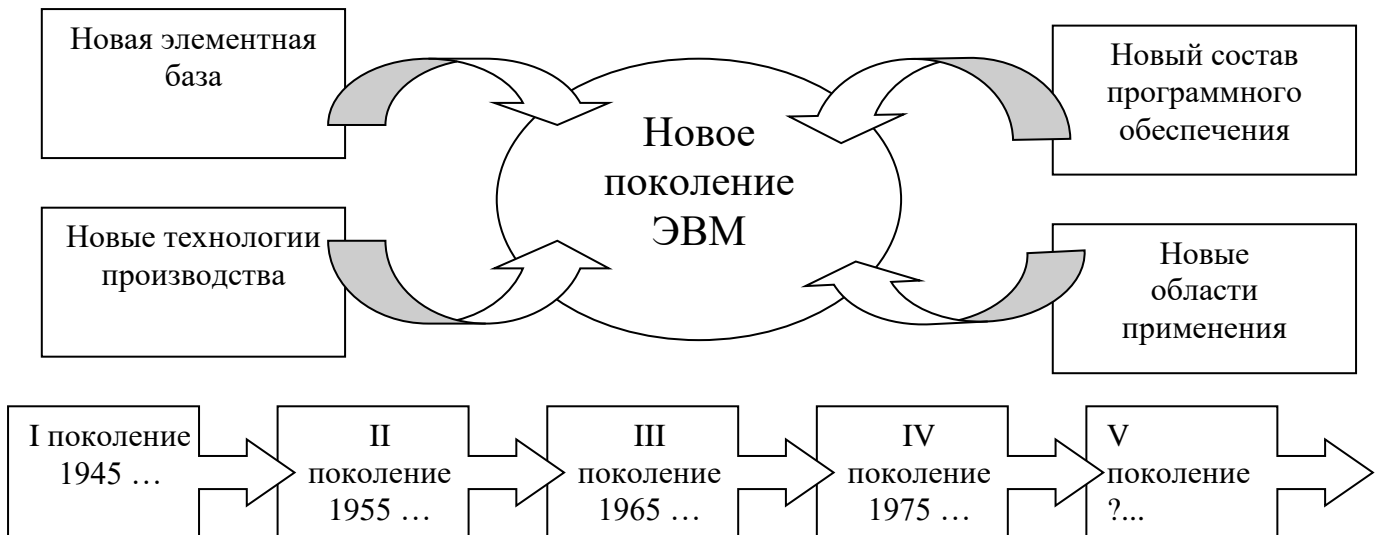 Новая элементная
база
Новые технологии
производства
Новое
поколение
ЭВМ
Новый состав
программного
обеспечения
Новые
области
применения
I поколение
1945 …
II
поколение
1955 …
III
поколение
1965 …
IV
поколение
1975 …
V
поколение
?...